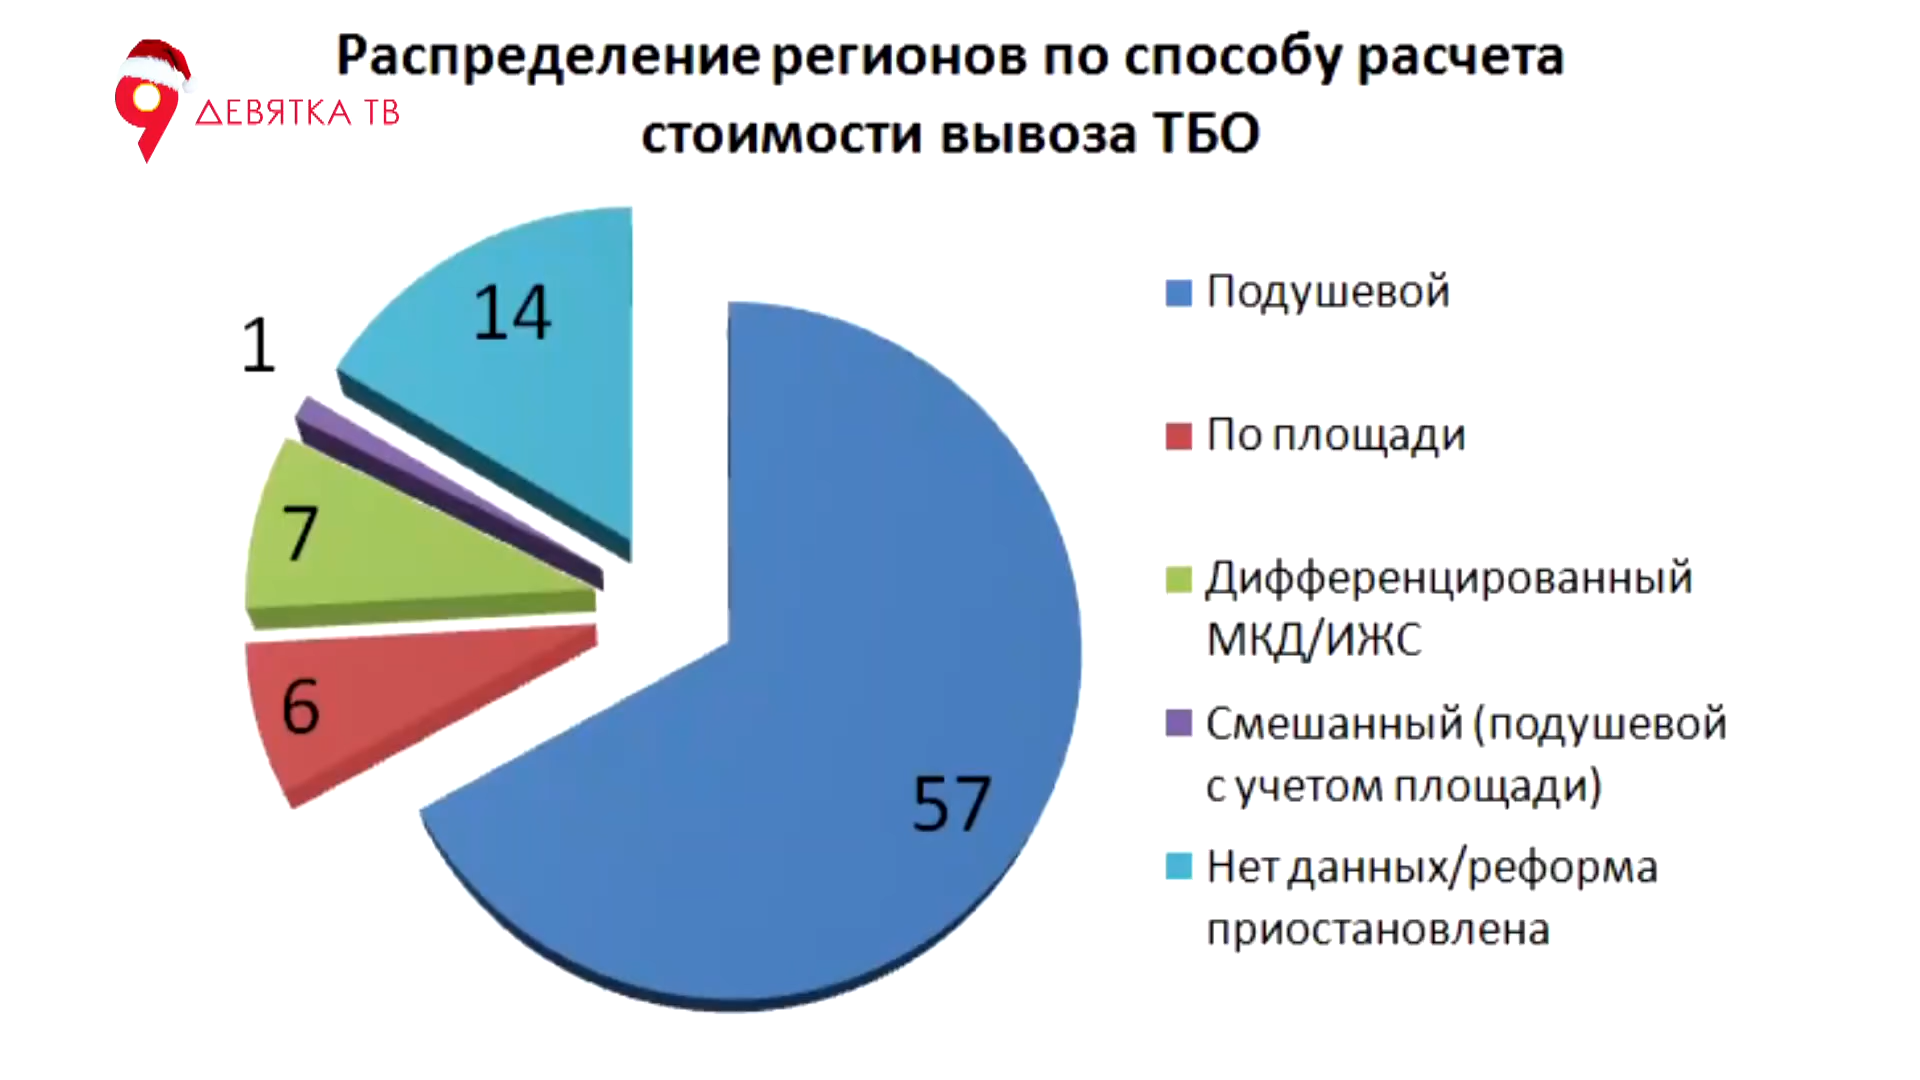 Распределение регионов по способу расчета
стоимости вывоза ТБО
9 ДЕВЯТКА ТВ
14
1
7
6
57
Подушевой
По площади
Дифференцированный
МКД/ИЖС
Смешанный (подушевой
с учетом площади)
Нет данных/реформа
приостановлена